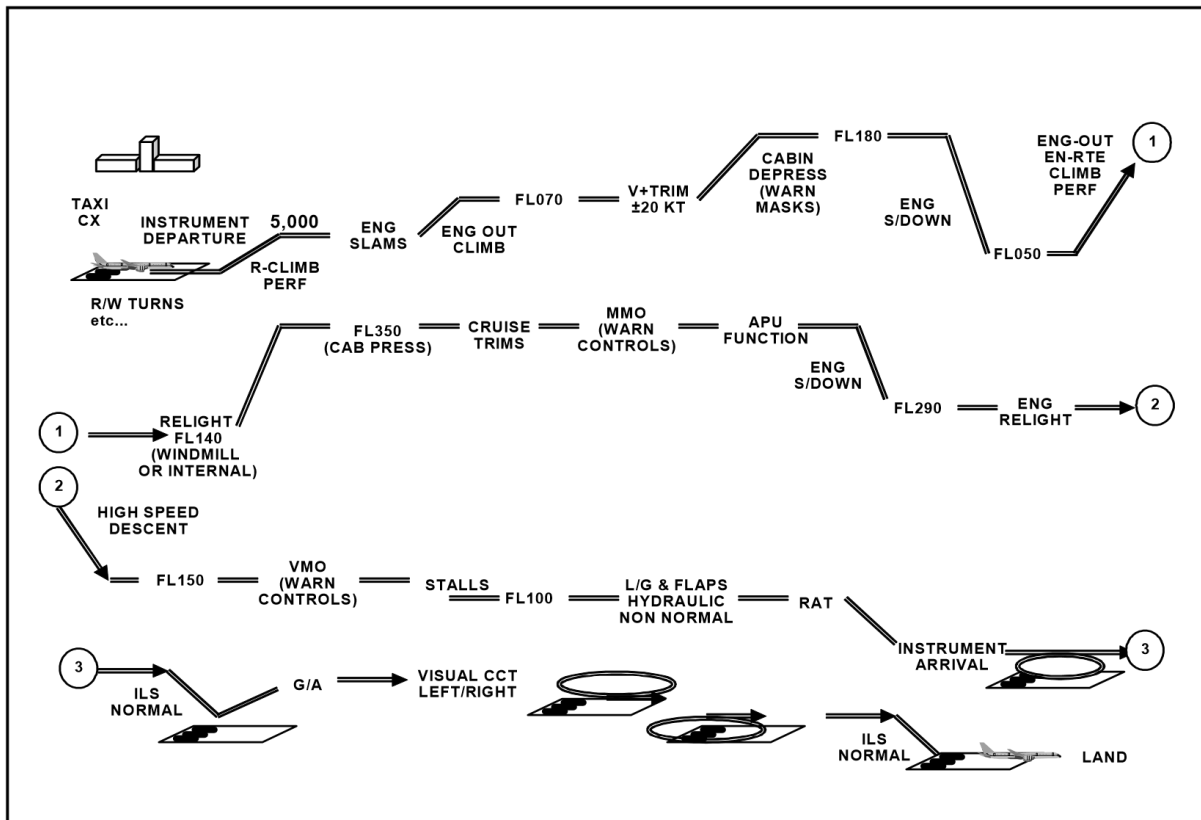 TAXI
CX
INSTRUMENT
DEPARTURE
R/W TURNS
etc...
5,000
R-CLIMB
PERF
ENG
SLAMS
ENG OUT
CLIMB
FL070
V+TRIM
±20 KT
CABIN
DEPRESS
(WARN
MASKS)
FL180
ENG
S/DOWN
FL050
ENG-OUT
EN-RTE
CLIMB
PERF
1
1
RELIGHT
FL140
(WINDMILL
OR INTERNAL)
FL350
(CAB PRESS)
CRUISE
TRIMS
MMO
(WARN
CONTROLS)
APU
FUNCTION
ENG
S/DOWN
FL290
ENG
RELIGHT
2
2
HIGH SPEED
DESCENT
FL150
VMO
(WARN
CONTROLS)
STALLS
FL100
L/G & FLAPS
HYDRAULIC
NON NORMAL
RAT
INSTRUMENT
ARRIVAL
3
3
ILS
NORMAL
G/A
VISUAL CCT
LEFT/RIGHT
ILS
NORMAL
LAND